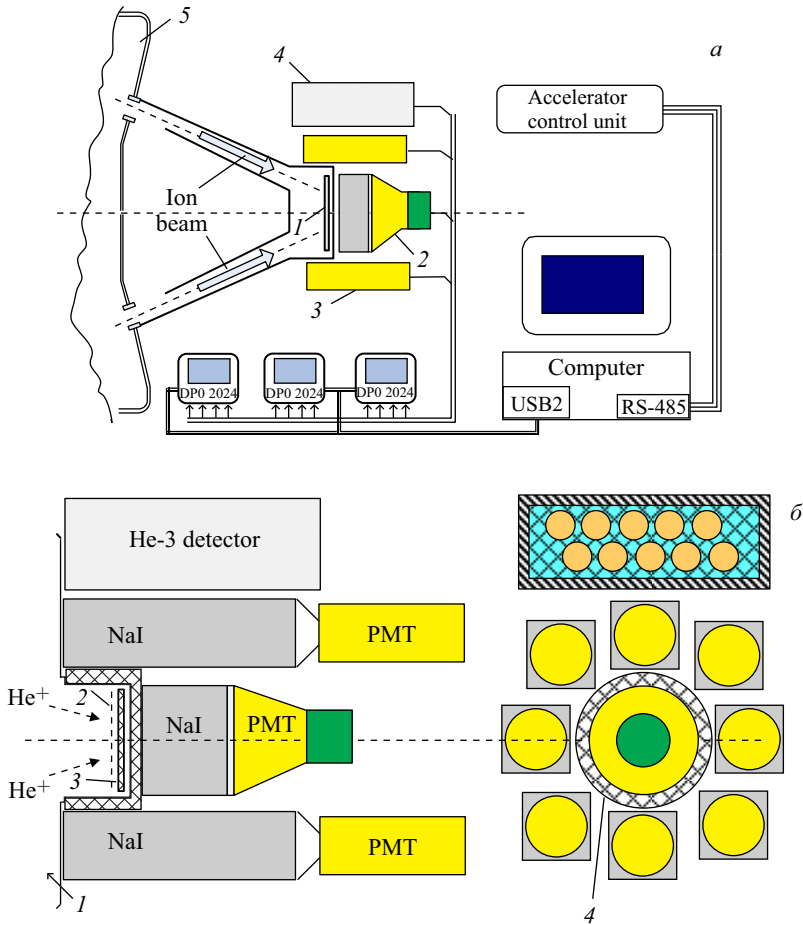 5
4
а
Accelerator
control unit
Ion
beam
1
2
3
DP0 2024
DP0 2024
DP0 2024
Computer
USB2
RS-485
б
He-3 detector
NaI
PMT
He+
2
NaI
PMT
3
He+
NaI
PMT
1
4